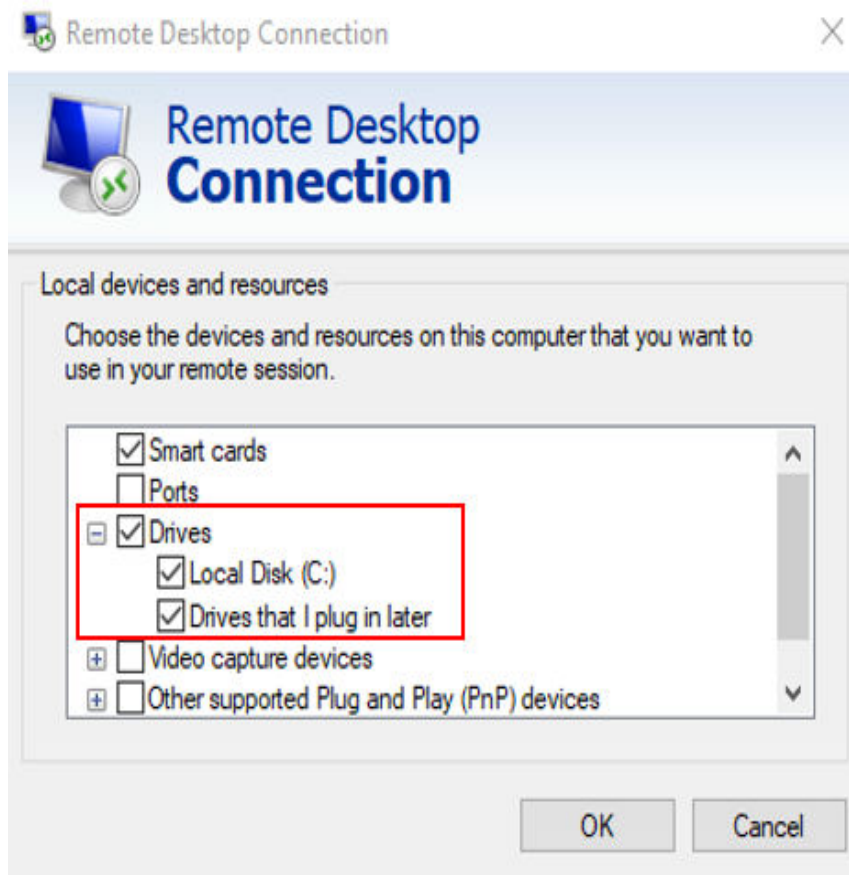 Remote Desktop Connection
Remote Desktop
Connection
Local devices and resources
Choose the devices and resources on this computer that you want to
use in your remote session.
Smart cards
Ports
Drives
Local Disk (C:)
Drives that I plug in later
Video capture devices
Other supported Plug and Play (PnP) devices
OK
Cancel